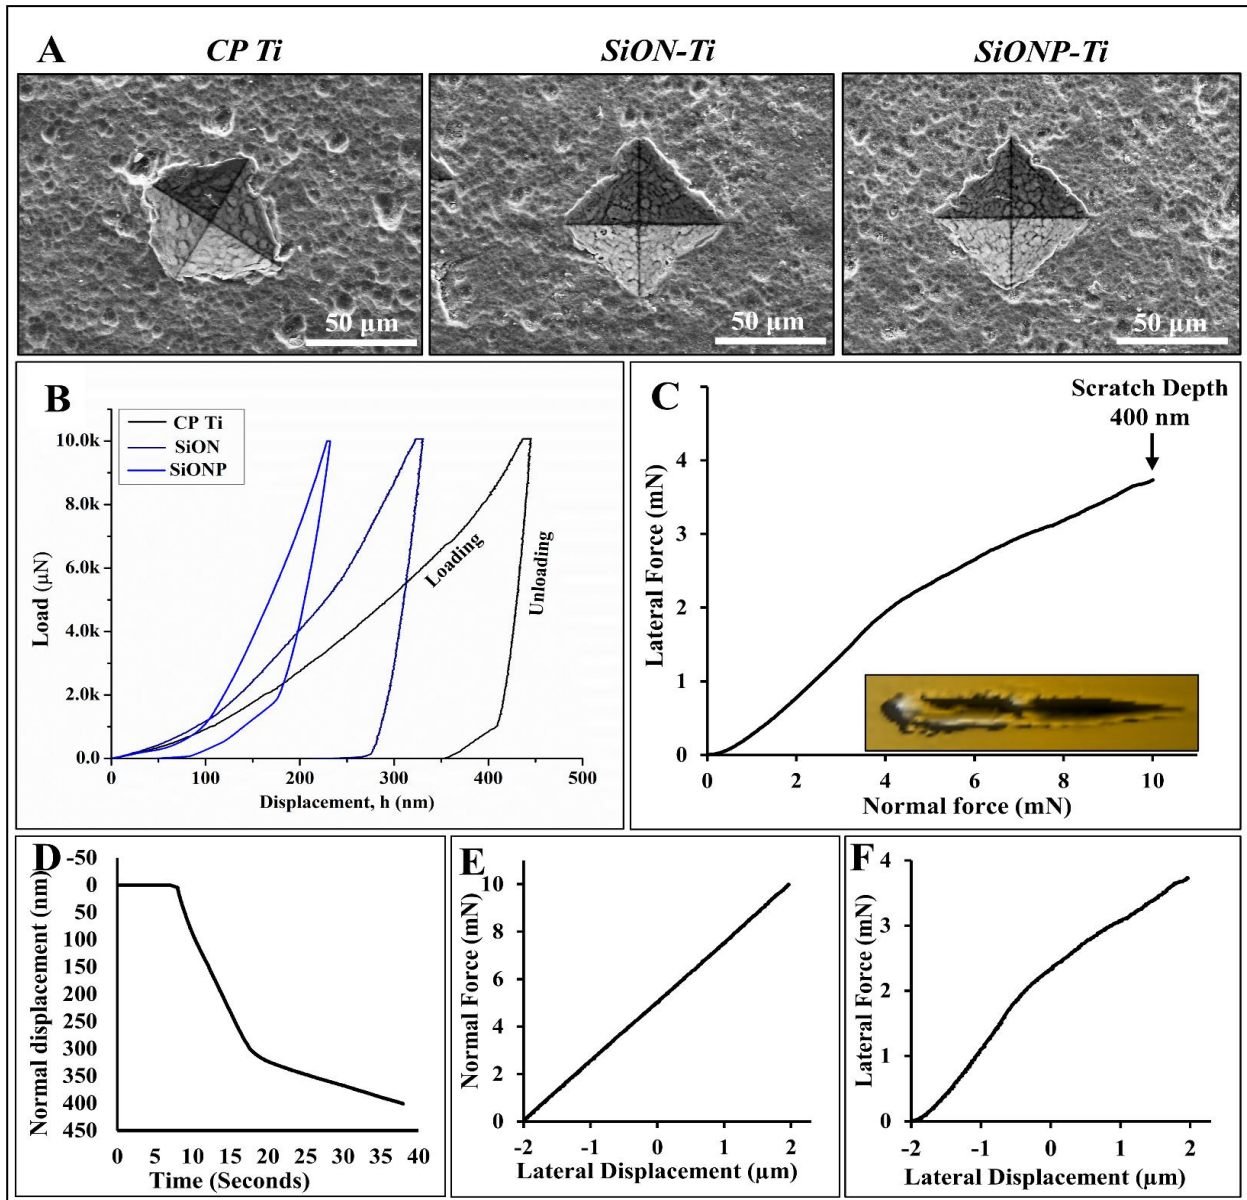 A
CP Ti
SiON-Ti
SiONP-Ti
50 µm
50 µm
50 µm
B
CP Ti
SiON
SiONP
10.0k
8.0k
6.0k
4.0k
2.0k
0.0
Load (µN)
Loading
Unloading
0 100 200 300 400 500
Displacement, h (nm)
C
Scratch Depth
400 nm
4
3
2
1
0
Lateral Force (mN)
0 2 4 6 8 10
Normal force (mN)
D
-50
0
50
100
150
200
250
300
350
400
450
Normal displacement (nm)
0 5 10 15 20 25 30 35 40
Time (Seconds)
E
10
8
6
4
2
0
Normal Force (mN)
-2 -1 0 1 2
Lateral Displacement (µm)
F
4
3
2
1
0
Lateral Force (mN)
-2 -1 0 1 2
Lateral Displacement (µm)